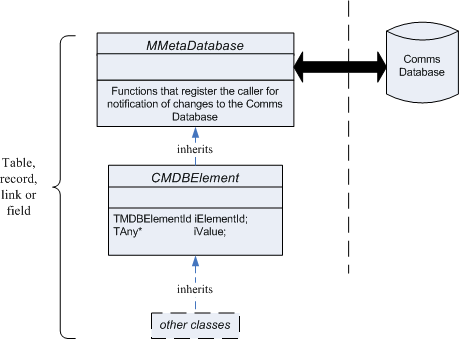 MMetaDatabase
Functions that register the caller for
notification of changes to the Comms
Database
Comms
Database
inherits
Table,
record,
link or
field
CMDBElement
TMDBElementId iElementId;
TAny* iValue;
inherits
other classes